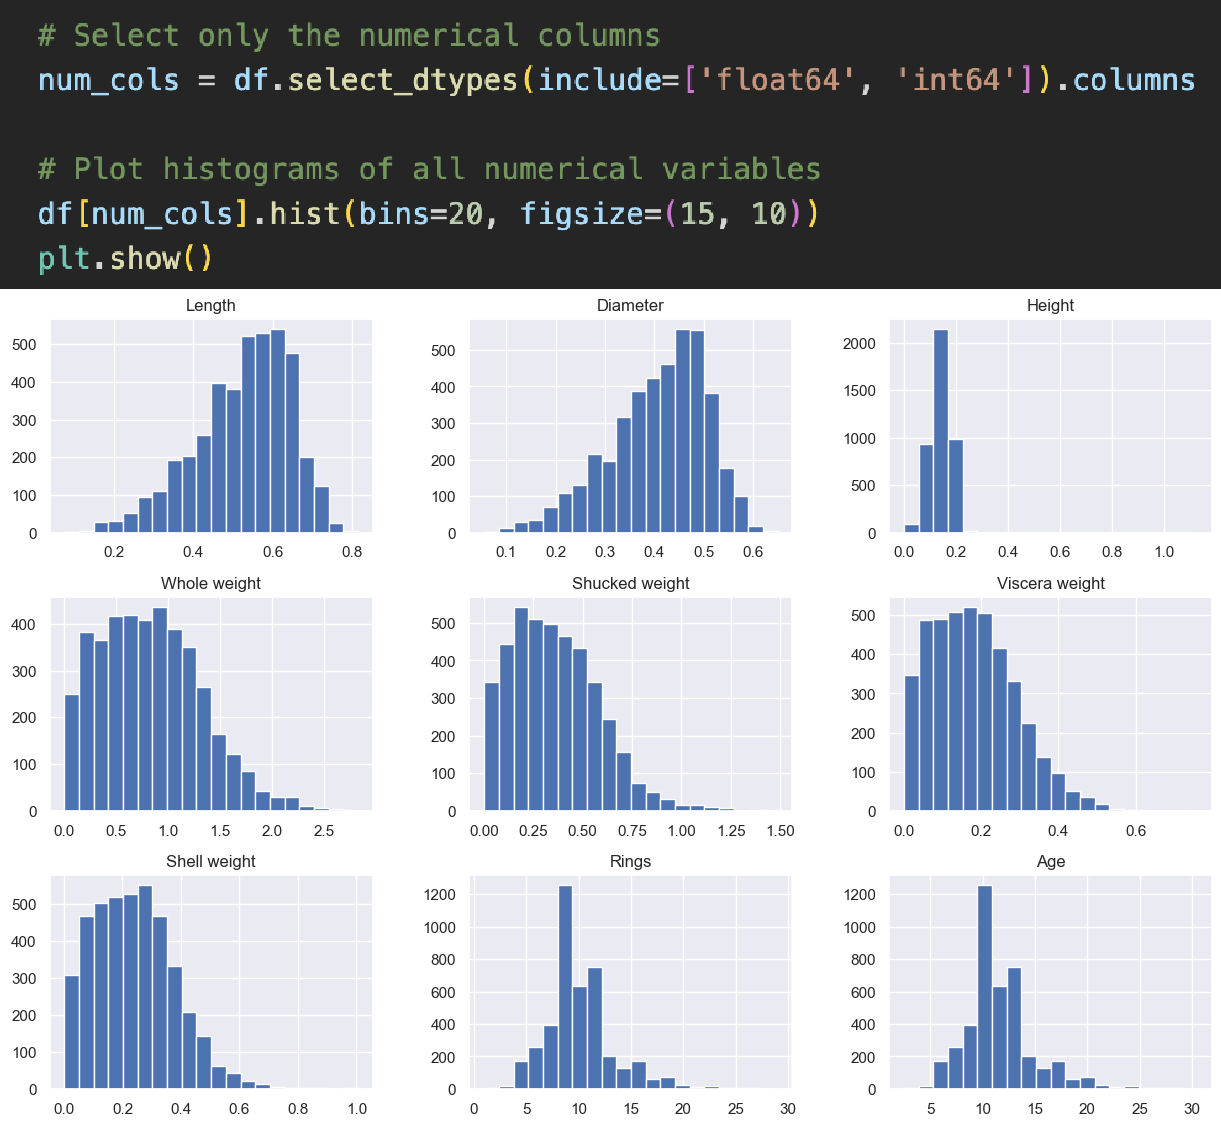 # Select only the numerical columns
num_cols = df.select_dtypes(include=['float64', 'int64']).columns
# Plot histograms of all numerical variables
df[num_cols].hist(bins=20, figsize=(15, 10))
plt.show()
Length
500
400
300
200
100
0
0.2 0.4 0.6 0.8
Diameter
500
400
300
200
100
0
0.1 0.2 0.3 0.4 0.5 0.6
Height
2000
1500
1000
500
0
0.0 0.2 0.4 0.6 0.8 1.0
Whole weight
400
300
200
100
0
0.0 0.5 1.0 1.5 2.0 2.5
Shucked weight
500
400
300
200
100
0
0.00 0.25 0.50 0.75 1.00 1.25 1.50
Viscera weight
500
400
300
200
100
0
0.0 0.2 0.4 0.6
Shell weight
500
400
300
200
100
0
0.0 0.2 0.4 0.6 0.8 1.0
Rings
1200
1000
800
600
400
200
0
0 5 10 15 20 25 30
Age
1200
1000
800
600
400
200
0
5 10 15 20 25 30